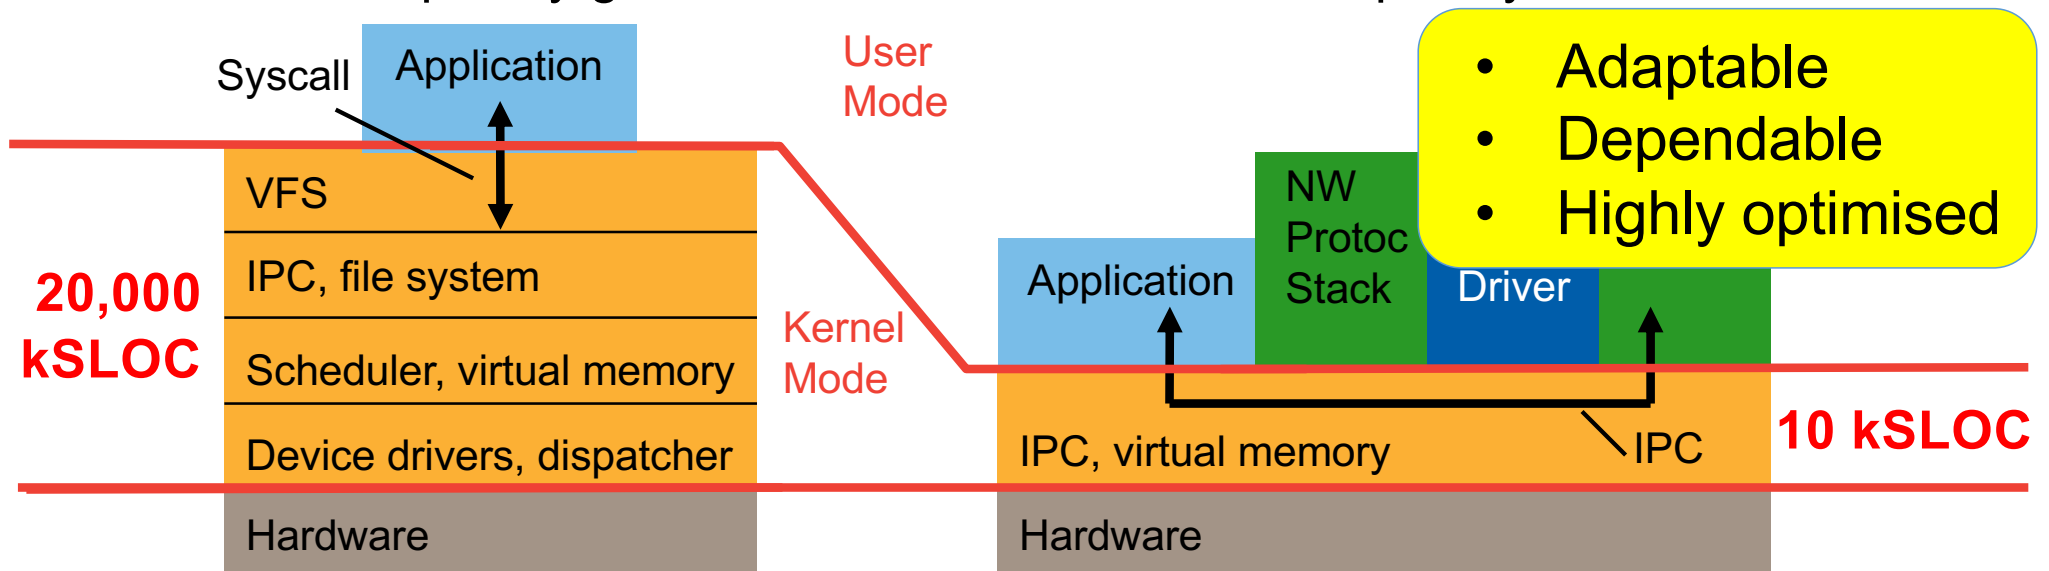 Syscall
Application
VFS
IPC, file system
Scheduler, virtual memory
Device drivers, dispatcher
Hardware
20,000
kSLOC
User
Mode
Kernel
Mode
Application
NW
Protoc
Stack
Driver
IPC, virtual memory
IPC
Hardware
10 kSLOC
• Adaptable
• Dependable
• Highly optimised